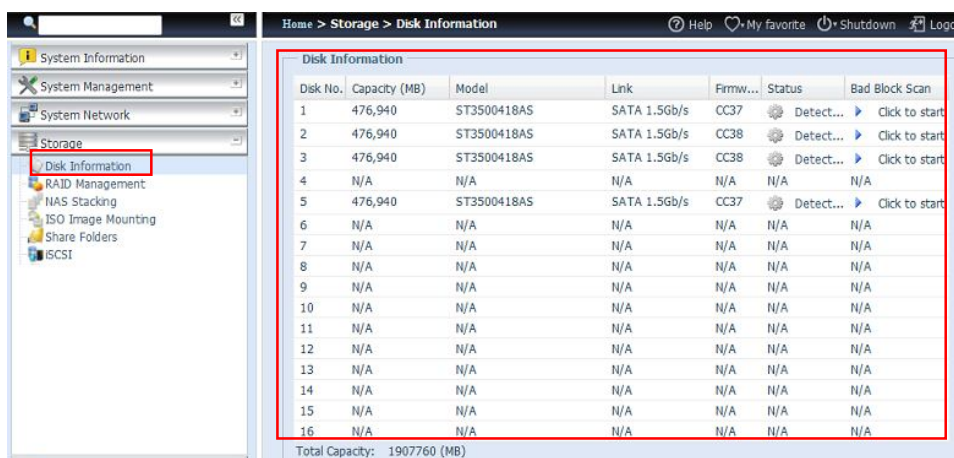 Home > Storage > Disk Information
Help My favorite Shutdown Logo
System Information
System Management
System Network
Storage
Disk Information
RAID Management
NAS Stacking
ISO Image Mounting
Share Folders
iSCSI
Disk Information
Disk No. Capacity (MB) Model Link Firmw... Status Bad Block Scan
1 476,940 ST3500418AS SATA 1.5Gb/s CC37 Detect... Click to start
2 476,940 ST3500418AS SATA 1.5Gb/s CC38 Detect... Click to start
3 476,940 ST3500418AS SATA 1.5Gb/s CC38 Detect... Click to start
4 N/A N/A N/A N/A N/A N/A
5 476,940 ST3500418AS SATA 1.5Gb/s CC37 Detect... Click to start
6 N/A N/A N/A N/A N/A N/A
7 N/A N/A N/A N/A N/A N/A
8 N/A N/A N/A N/A N/A N/A
9 N/A N/A N/A N/A N/A N/A
10 N/A N/A N/A N/A N/A N/A
11 N/A N/A N/A N/A N/A N/A
12 N/A N/A N/A N/A N/A N/A
13 N/A N/A N/A N/A N/A N/A
14 N/A N/A N/A N/A N/A N/A
15 N/A N/A N/A N/A N/A N/A
16 N/A N/A N/A N/A N/A N/A
Total Capacity: 1907760 (MB)